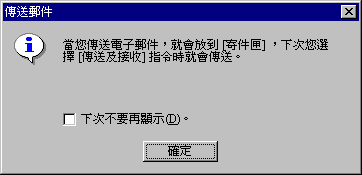 傳送郵件
當您傳送電子郵件，就會放到 [寄件匣] ，下次您選
擇 [傳送及接收] 指令時就會傳送。
下次不要再顯示(D)。
確定